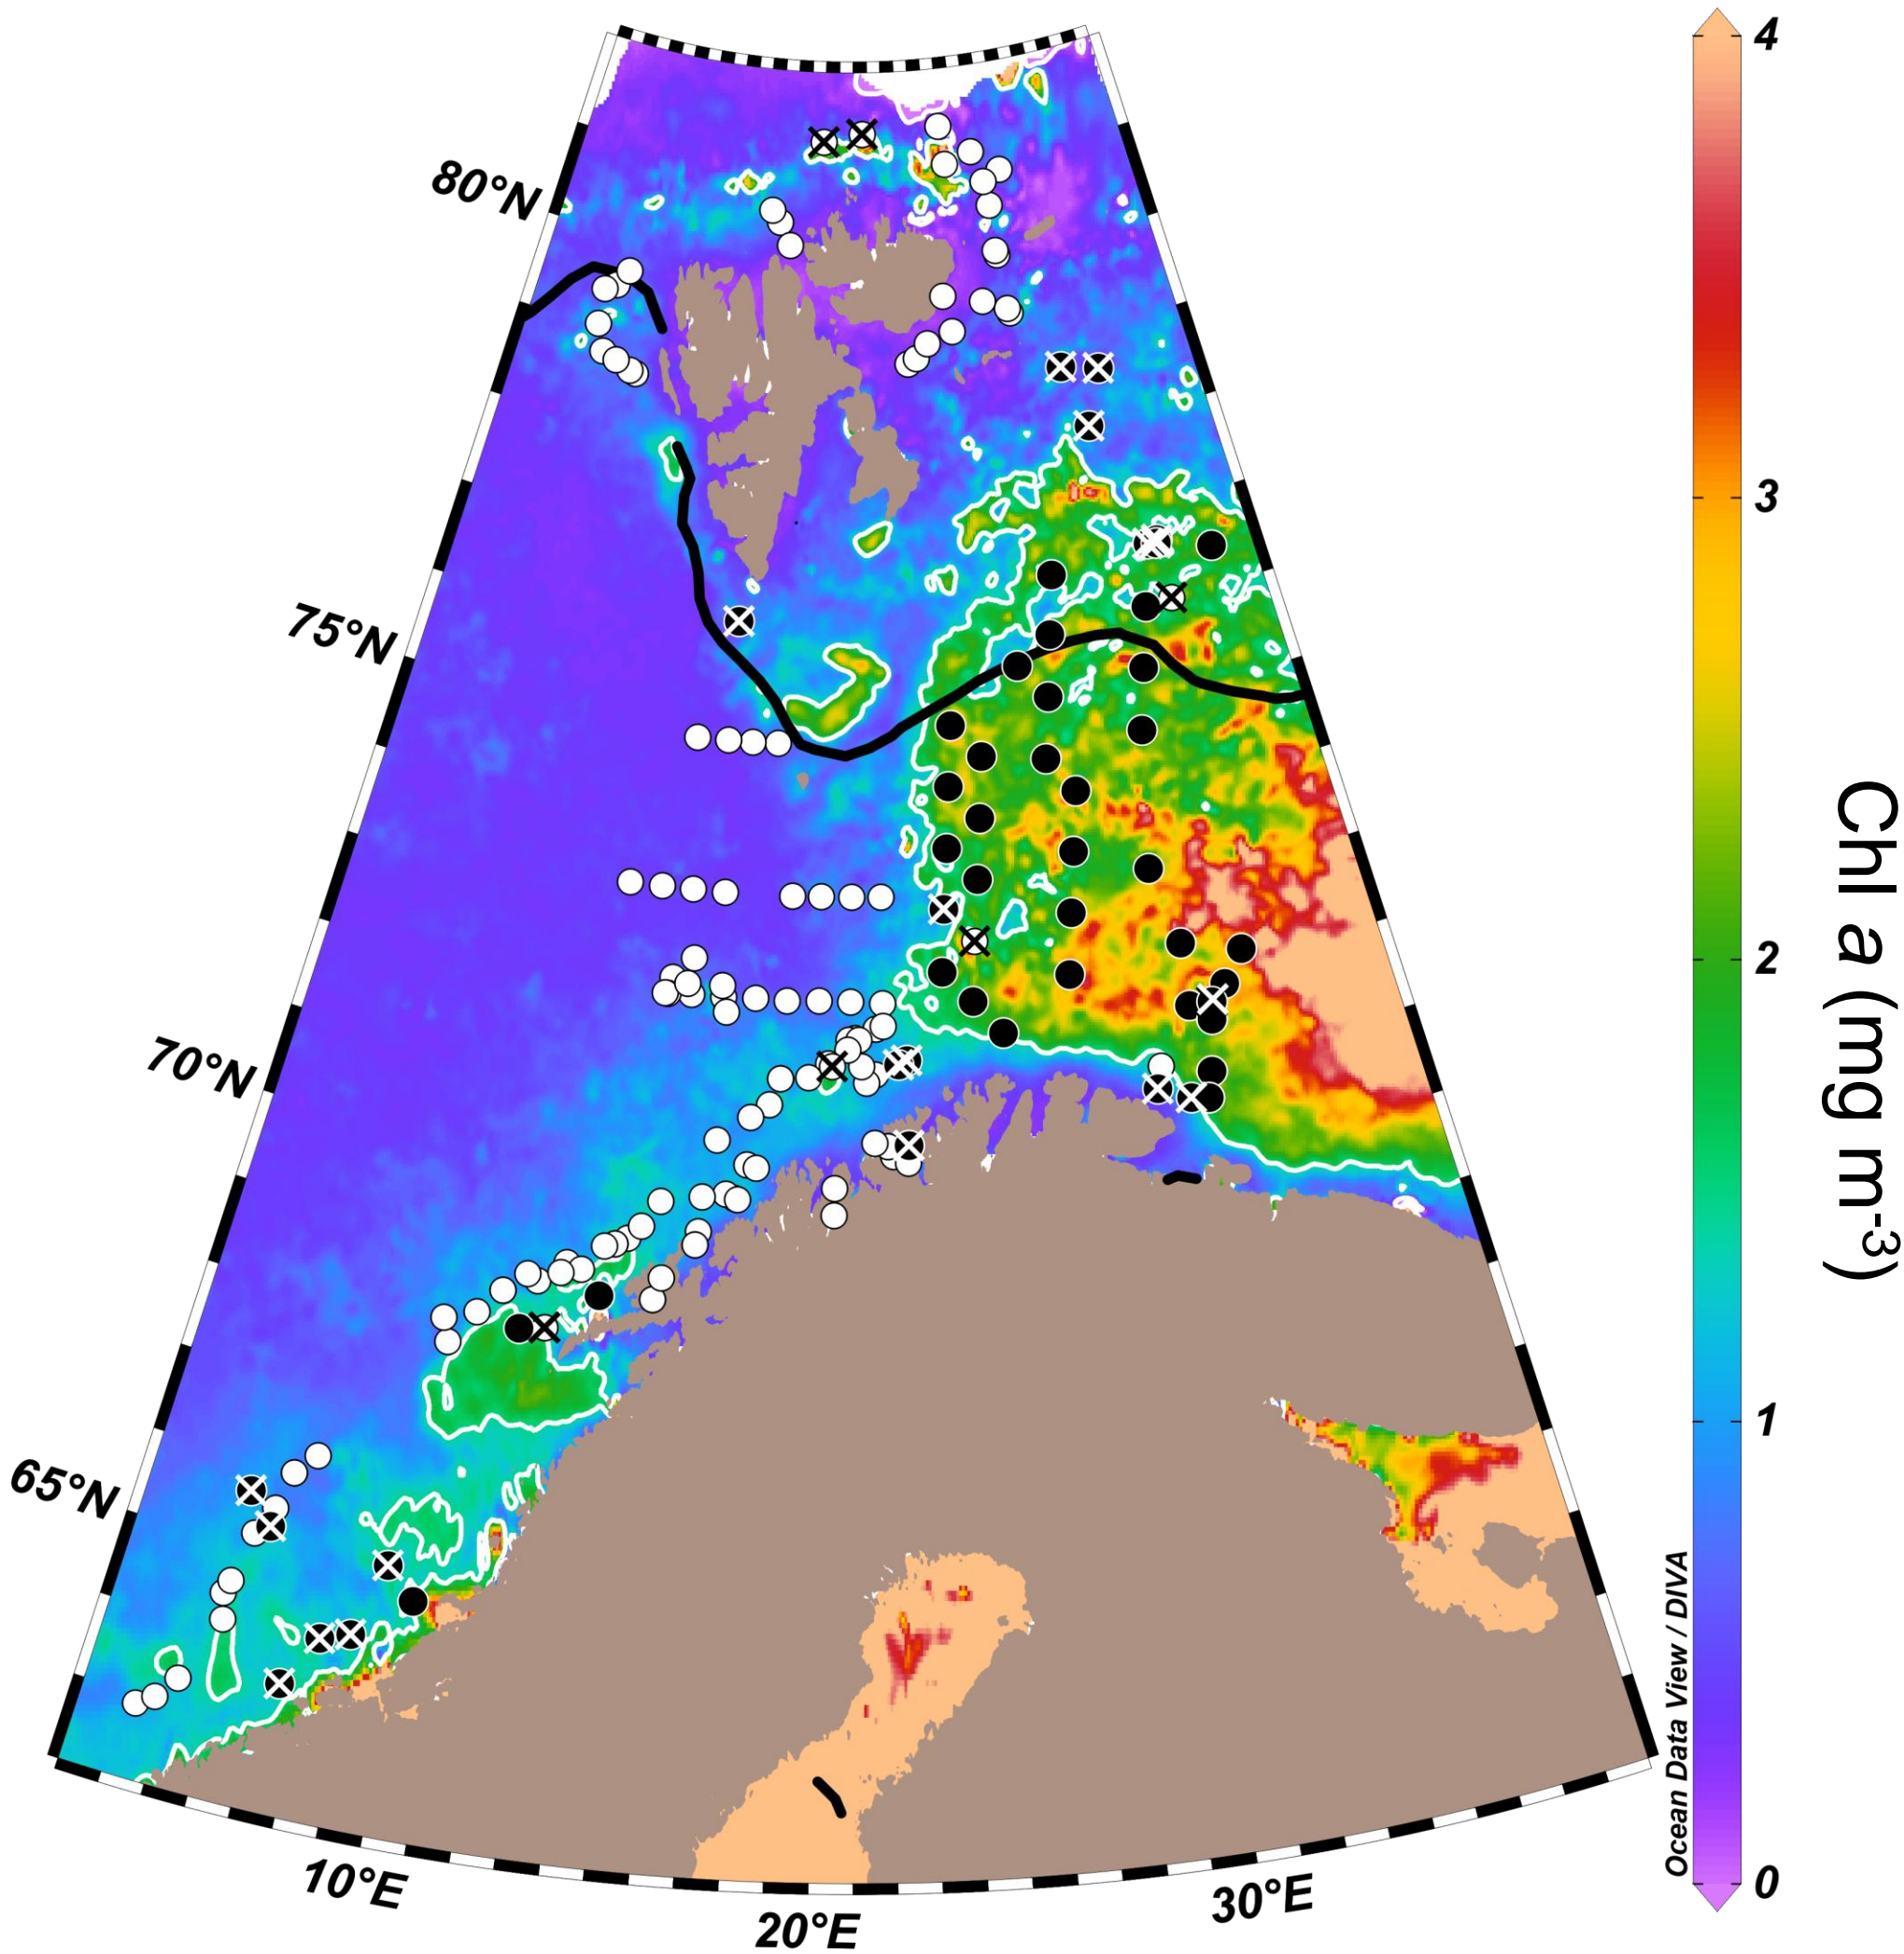 80°N
75°N
70°N
65°N
10°E
20°E
30°E
4
3
2
1
0
Chl a (mg m-3)
Ocean Data View / DIVA